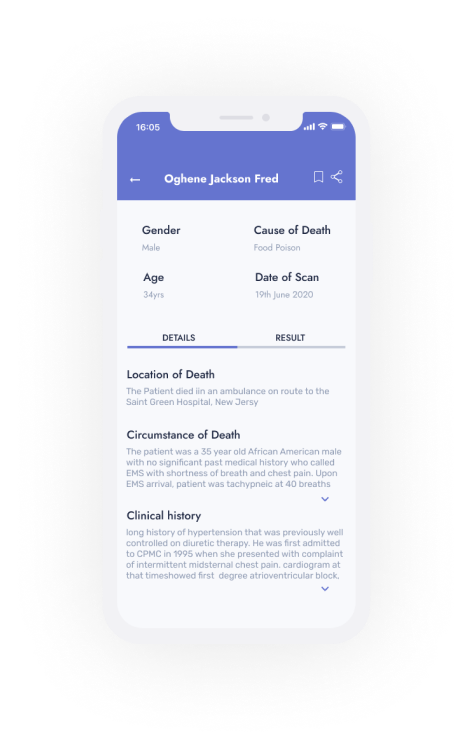 16:05
Oghene Jackson Fred
Gender
Cause of Death
Male
Food Poison
Age
Date of Scan
34yrs
19th June 2020
DETAILS
RESULT
Location of Death
The Patient died iin an ambulance on route to the
Saint Green Hospital, New Jersy
Circumstance of Death
The patient was a 35 year old African American male
with no significant past medical history who called
EMS with shortness of breath and chest pain. Upon
EMS arrival, patient was tachypneic at 40 breaths
Clinical history
long history of hypertension that was previously well
controlled on diuretic therapy. He was first admitted
to CPMC in 1995 when she presented with complaint
of intermittent midsternal chest pain. cardiogram at
that timeshowed first degree atrioventricular block.